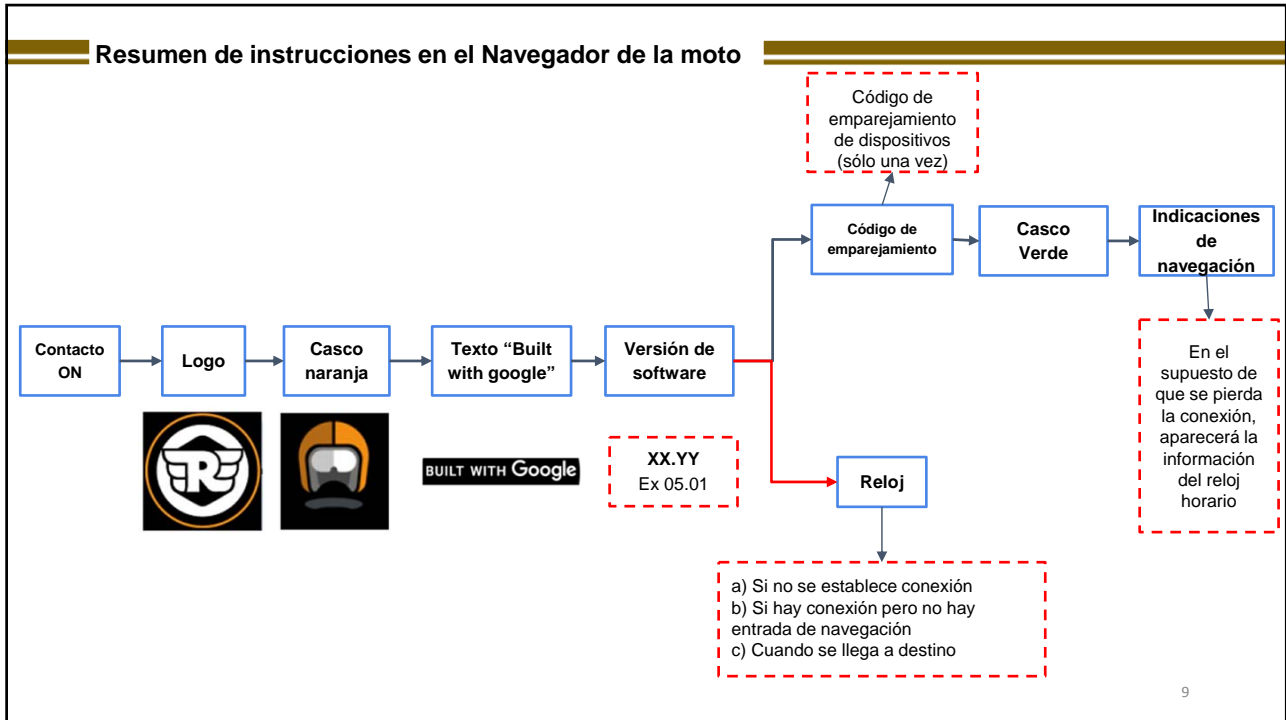 Resumen de instrucciones en el Navegador de la moto
Código de
emparejamiento
de dispositivos
(sólo una vez)
Código de
emparejamiento
Casco
Verde
Indicaciones
de
navegación
Contacto
ON
Logo
Casco
naranja
Texto “Built
with google”
Versión de
software
En el
supuesto de
que se pierda
la conexión,
aparecerá la
información
del reloj
horario
R
BUILT WITH Google
XX.YY
Ex 05.01
Reloj
a) Si no se establece conexión
b) Si hay conexión pero no hay
entrada de navegación
c) Cuando se llega a destino
9